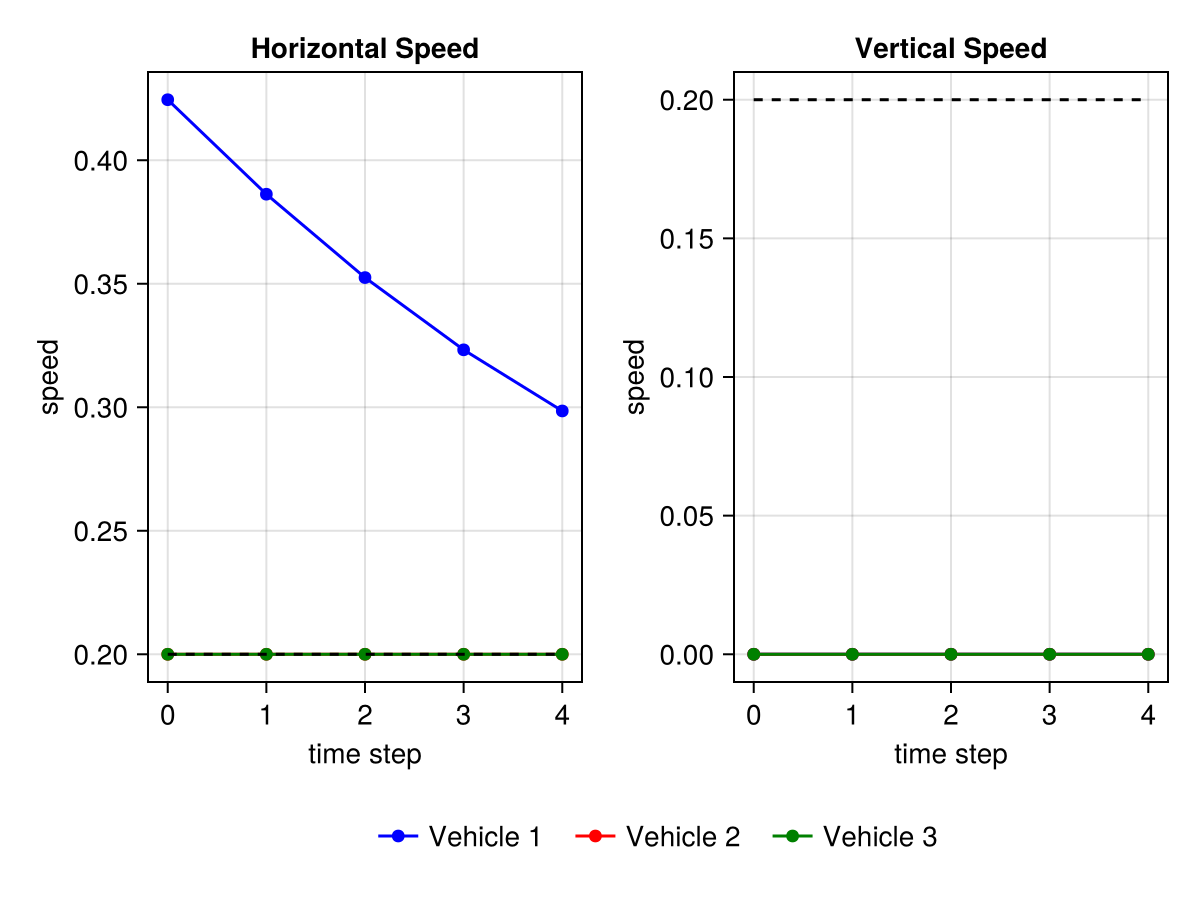 Horizontal Speed
speed
0.40
0.35
0.30
0.25
0.20
0 1 2 3 4
time step
Vertical Speed
speed
0.20
0.15
0.10
0.05
0.00
0 1 2 3 4
time step
Vehicle 1 Vehicle 2 Vehicle 3